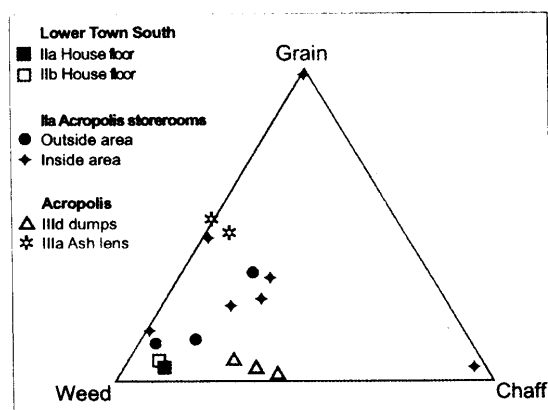 Lower Town South
IIa House floor
IIb House floor
IIa Acropolis storerooms
Outside area
Inside area
Acropolis
IIId dumps
IIIa Ash lens
Grain
Weed
Chaff